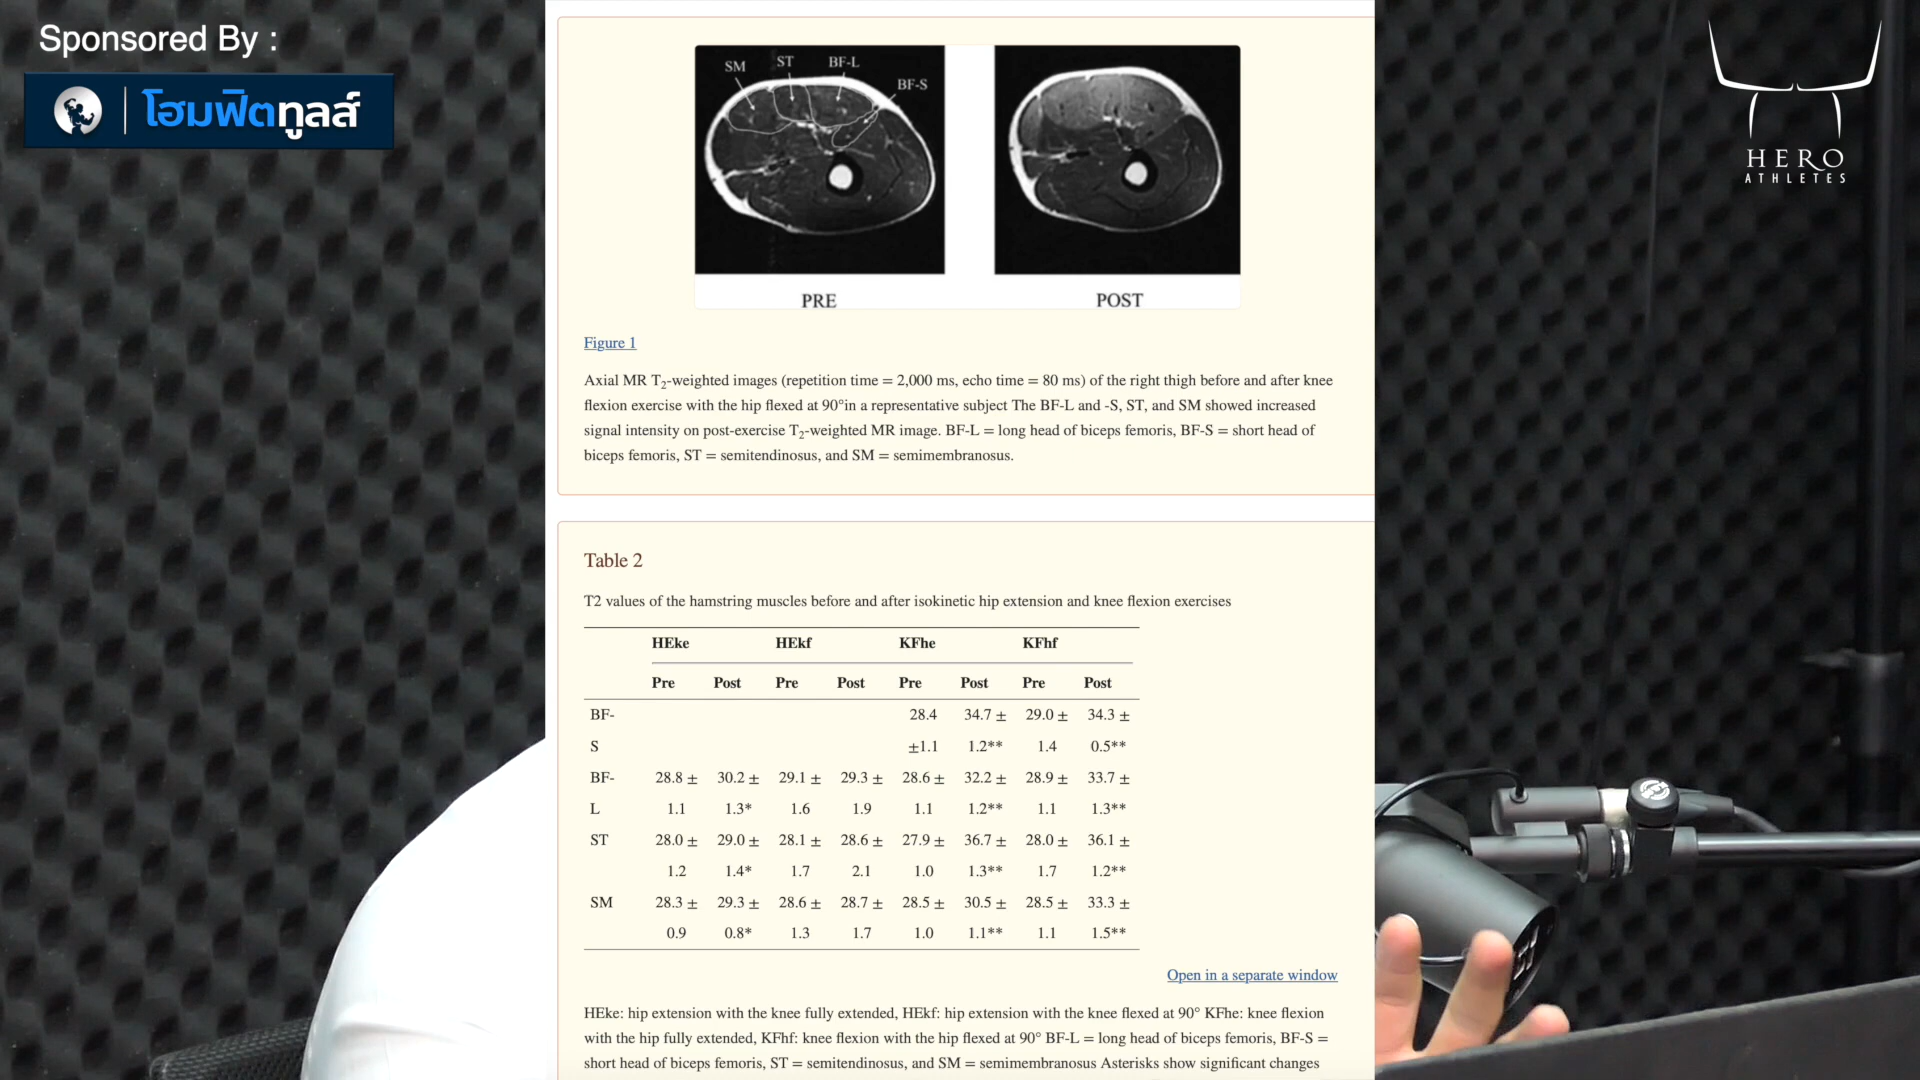 Sponsored By :
โฮมฟิตทูลส์
HERO
ATHLETES
SM
ST
BF-L
BF-S
PRE
POST
Figure 1
Axial MR T2-weighted images (repetition time = 2,000 ms, echo time = 80 ms) of the right thigh before and after knee
flexion exercise with the hip flexed at 90°in a representative subject The BF-L and -S, ST, and SM showed increased
signal intensity on post-exercise T2-weighted MR image. BF-L = long head of biceps femoris, BF-S = short head of
biceps femoris, ST = semitendinosus, and SM = semimembranosus.
Table 2
T2 values of the hamstring muscles before and after isokinetic hip extension and knee flexion exercises
HEke HEkf KFhe KFhf
Pre Post Pre Post Pre Post Pre Post
BF- 28.4 34.7 ± 29.0 ± 34.3 ±
S ±1.1 1.2** 1.4 0.5**
BF- 28.8 ± 30.2 ± 29.1 ± 29.3 ± 28.6 ± 32.2 ± 28.9 ± 33.7 ±
L 1.1 1.3* 1.6 1.9 1.1 1.2** 1.1 1.3**
ST 28.0 ± 29.0 ± 28.1 ± 28.6 ± 27.9 ± 36.7 ± 28.0 ± 36.1 ±
1.2 1.4* 1.7 2.1 1.0 1.3** 1.7 1.2**
SM 28.3 ± 29.3 ± 28.6 ± 28.7 ± 28.5 ± 30.5 ± 28.5 ± 33.3 ±
0.9 0.8* 1.3 1.7 1.0 1.1** 1.1 1.5**
Open in a separate window
HEke: hip extension with the knee fully extended, HEkf: hip extension with the knee flexed at 90° KFhe: knee flexion
with the hip fully extended, KFhf: knee flexion with the hip flexed at 90° BF-L = long head of biceps femoris, BF-S =
short head of biceps femoris, ST = semitendinosus, and SM = semimembranosus Asterisks show significant changes